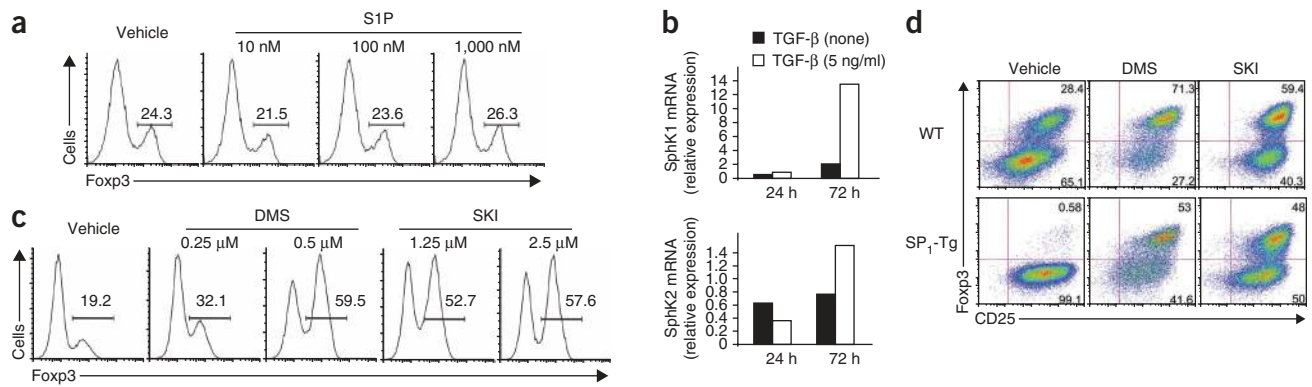 a
Vehicle
S1P
10 nM
100 nM
1,000 nM
24.3
21.5
23.6
26.3
Cells
Foxp3
b
TGF-β (none)
TGF-β (5 ng/ml)
SphK1 mRNA
(relative expression)
14
12
10
8
6
4
2
0
24 h
72 h
SphK2 mRNA
(relative expression)
1.4
1.2
1.0
0.8
0.6
0.4
0.2
0
24 h
72 h
c
Vehicle
DMS
SKI
0.25 μM
0.5 μM
1.25 μM
2.5 μM
19.2
32.1
59.5
52.7
57.6
Cells
Foxp3
d
Vehicle
DMS
SKI
WT
28.4
71.3
59.4
65.1
27.2
40.3
SP1-Tg
0.58
53
48
99.1
41.6
50
Foxp3
CD25